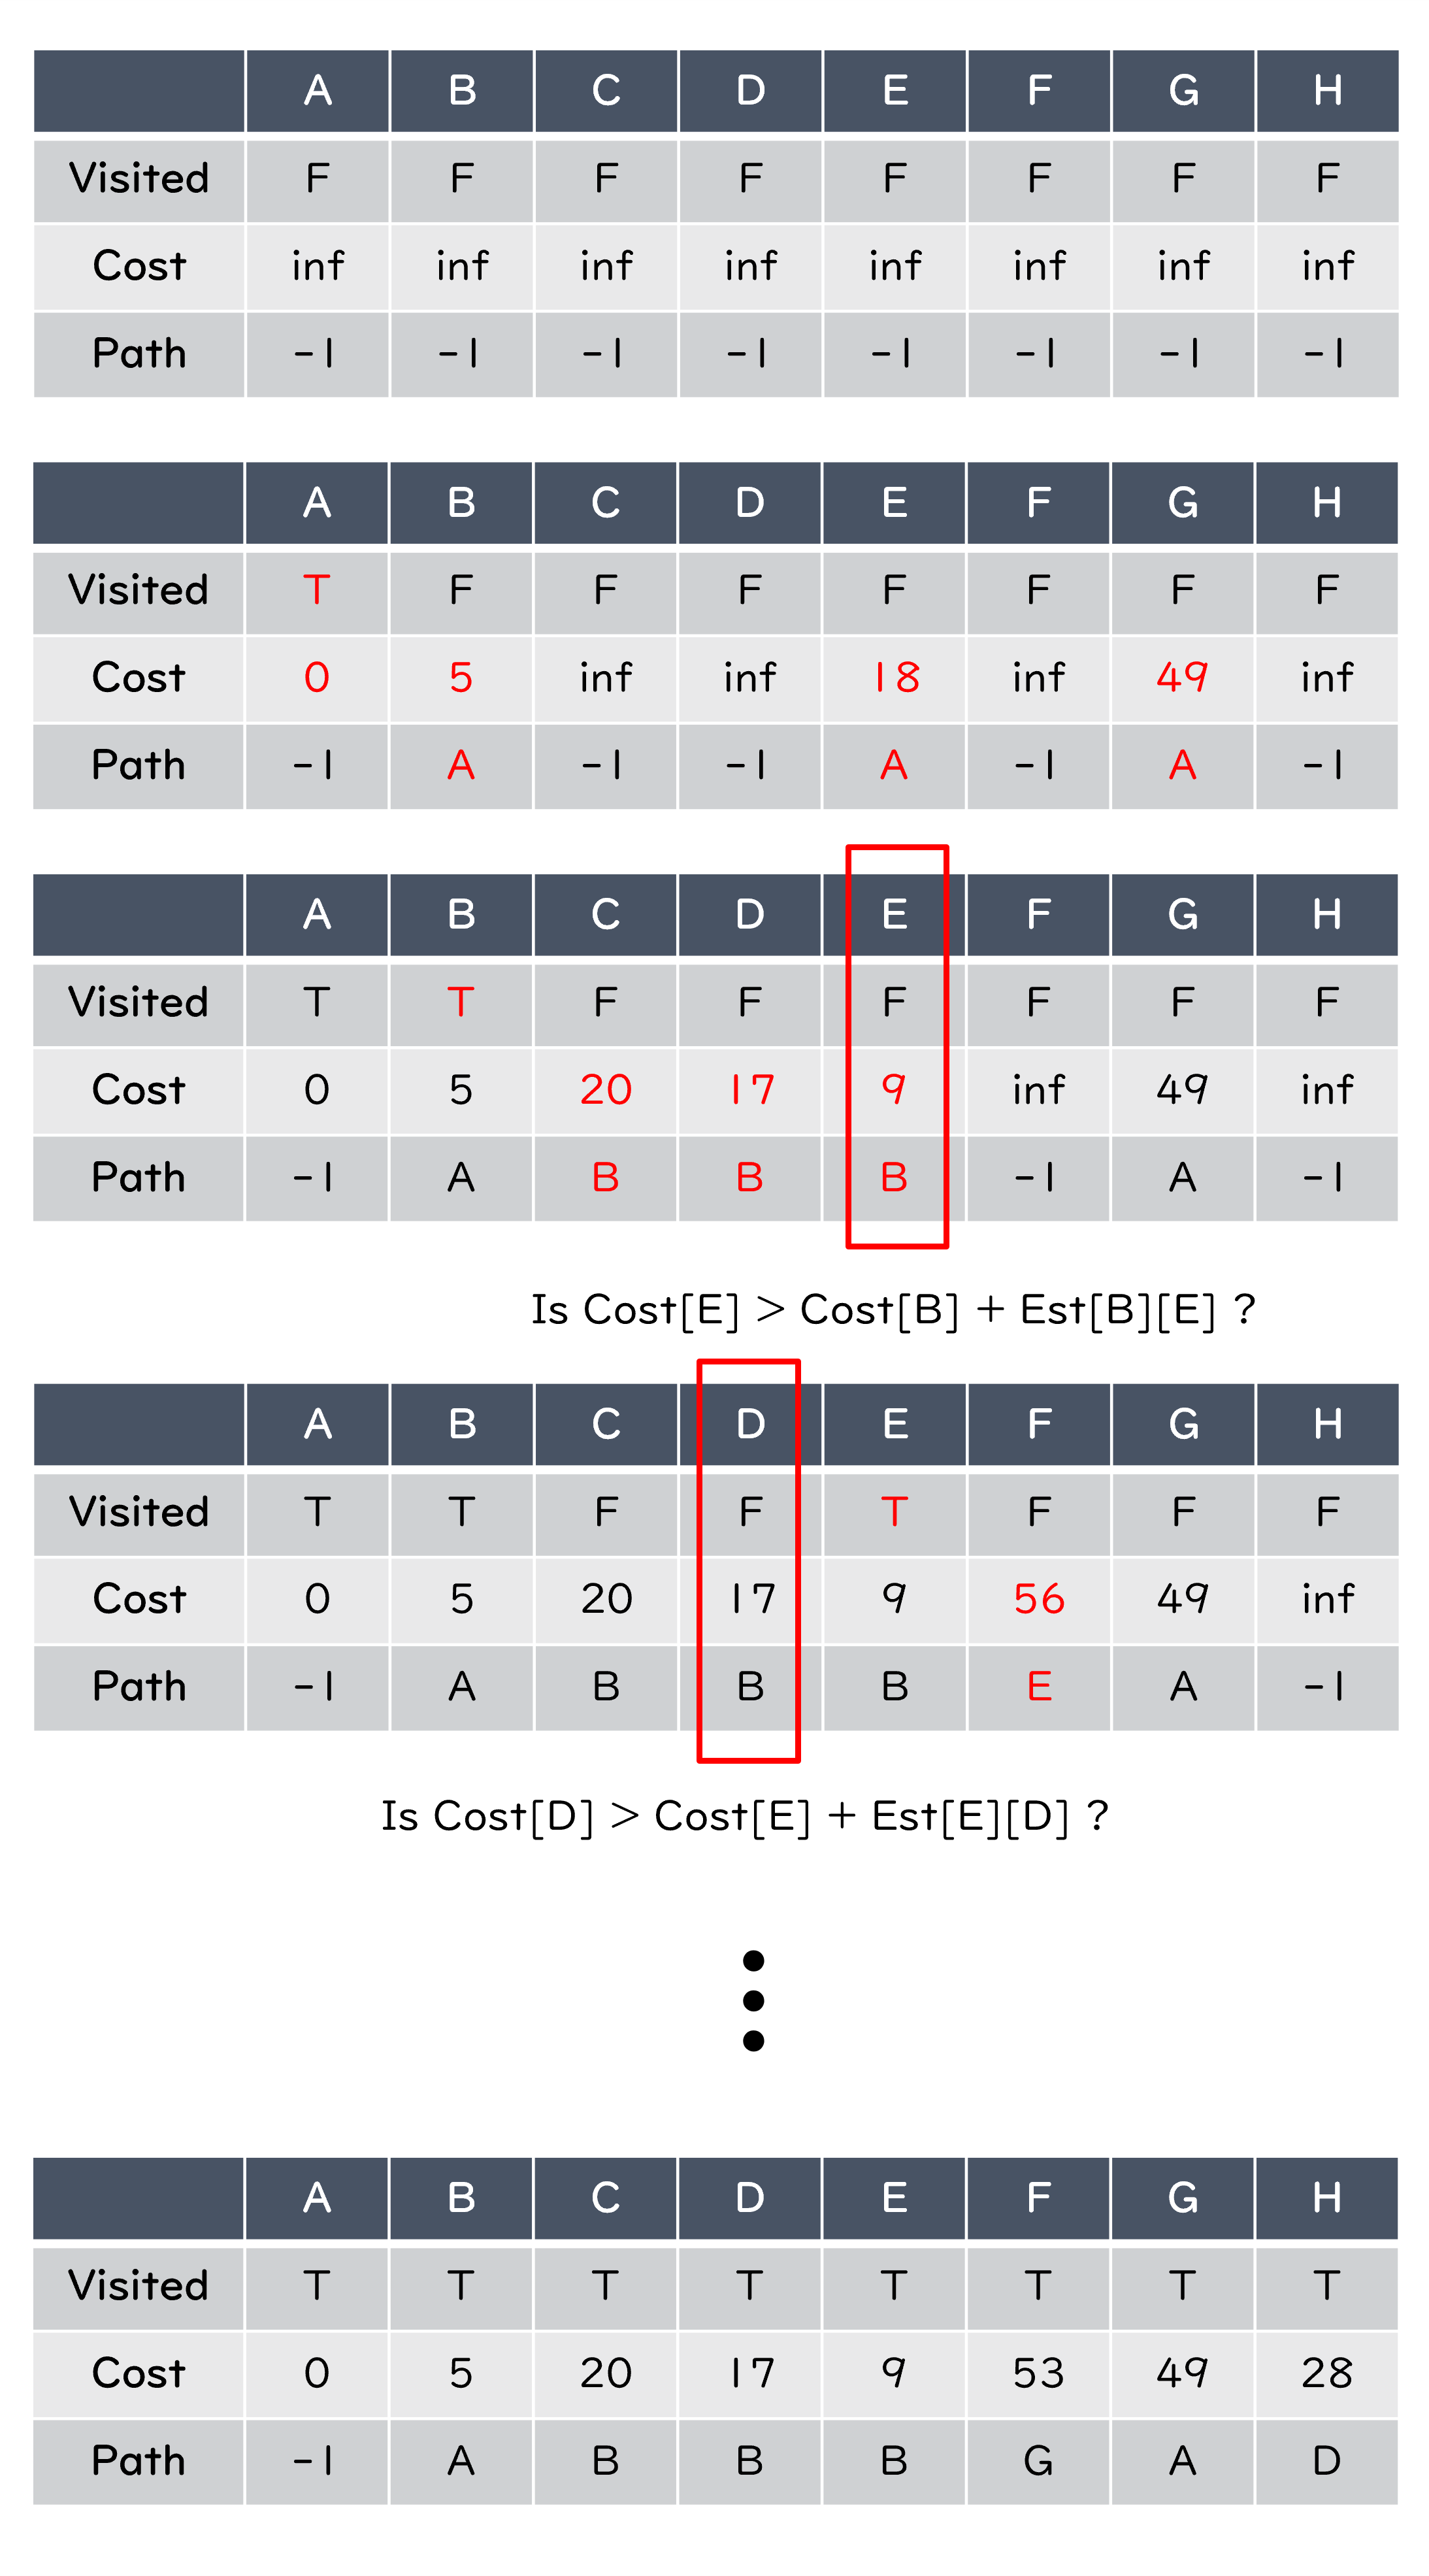 A B C D E F G H
Visited F F F F F F F F
Cost inf inf inf inf inf inf inf inf
Path -1 -1 -1 -1 -1 -1 -1 -1
A B C D E F G H
Visited T F F F F F F F
Cost 0 5 inf inf 18 inf 49 inf
Path -1 A -1 -1 A -1 A -1
A B C D E F G H
Visited T T F F F F F F
Cost 0 5 20 17 9 inf 49 inf
Path -1 A B B B -1 A -1
Is Cost[E] > Cost[B] + Est[B][E] ?
A B C D E F G H
Visited T T F F T F F F
Cost 0 5 20 17 9 56 49 inf
Path -1 A B B B E A -1
Is Cost[D] > Cost[E] + Est[E][D] ?
A B C D E F G H
Visited T T T T T T T T
Cost 0 5 20 17 9 53 49 28
Path -1 A B B B G A D